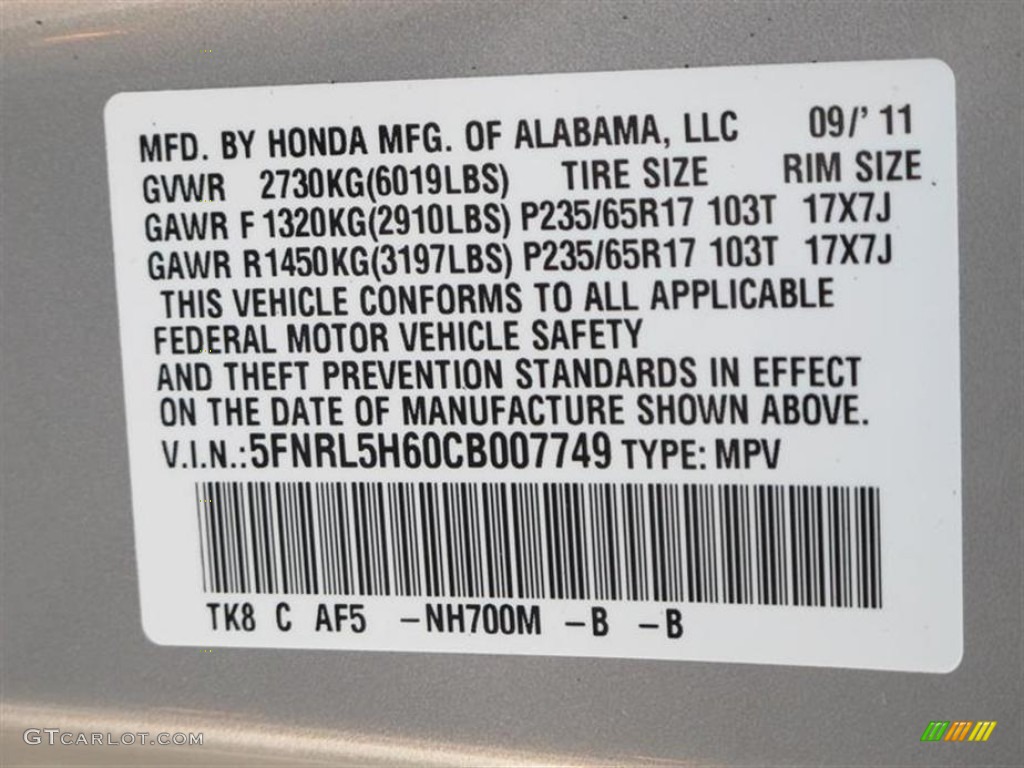 MFD. BY HONDA MFG. OF ALABAMA, LLC 09/' 11
GVWR 2730KG(6019LBS) TIRE SIZE RIM SIZE
GAWR F 1320KG(2910LBS) P235/65R17 103T 17X7J
GAWR R1450KG(3197LBS) P235/65R17 103T 17X7J
THIS VEHICLE CONFORMS TO ALL APPLICABLE
FEDERAL MOTOR VEHICLE SAFETY
AND THEFT PREVENTION STANDARDS IN EFFECT
ON THE DATE OF MANUFACTURE SHOWN ABOVE.
V.I.N.:5FNRL5H60CB007749 TYPE: MPV
TK8 C AF5 -NH700M -B -B
GTCARLOT.COM